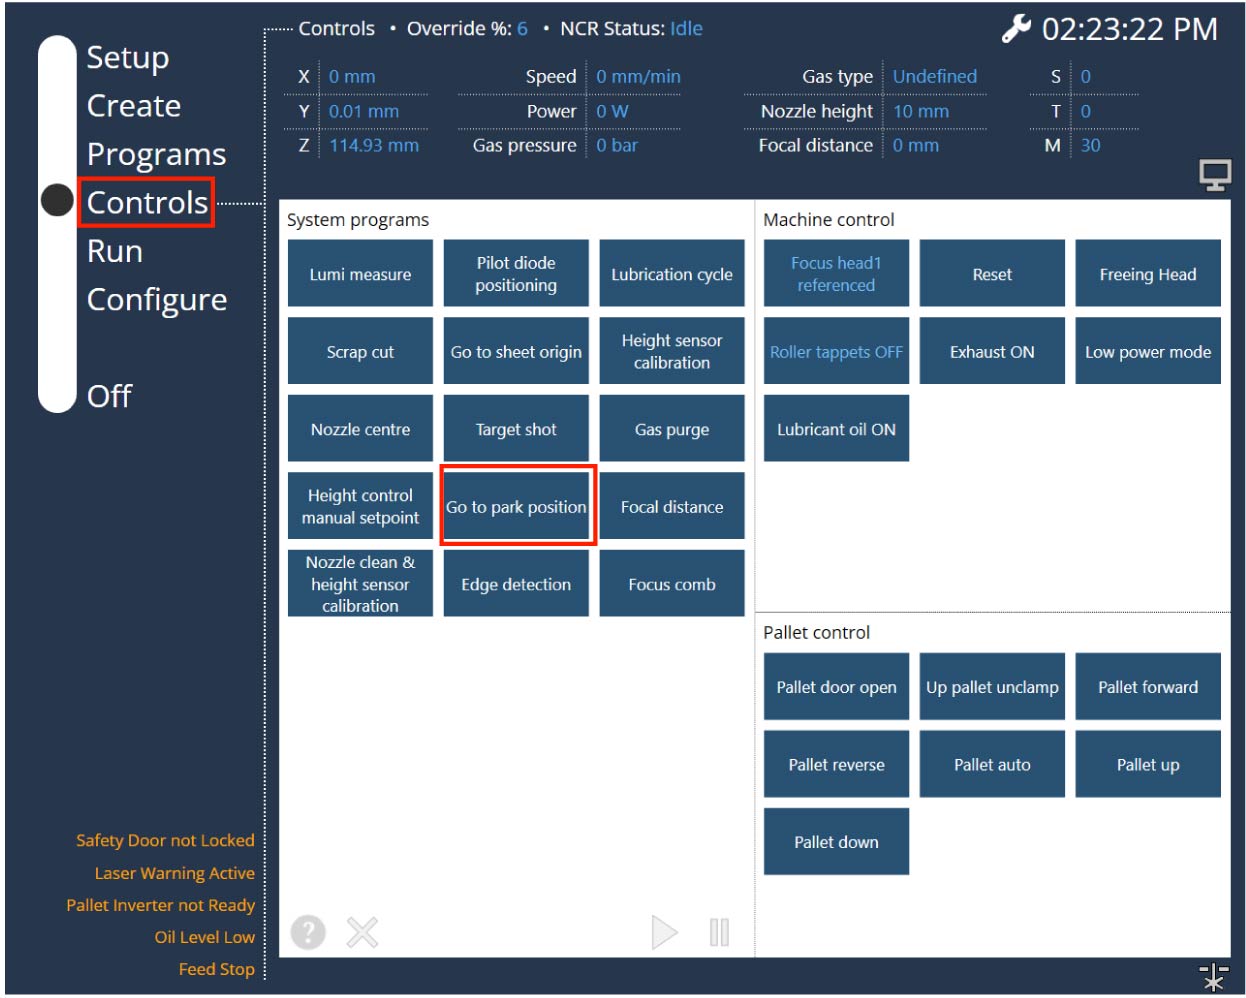 Controls • Override %: 6 • NCR Status: Idle
02:23:22 PM
Setup
Create
Programs
Controls
Run
Configure
Off
X 0 mm Speed 0 mm/min Gas type Undefined S 0
Y 0.01 mm Power 0 W Nozzle height 10 mm T 0
Z 114.93 mm Gas pressure 0 bar Focal distance 0 mm M 30
System programs
Lumi measure
Pilot diode
positioning
Lubrication cycle
Scrap cut
Go to sheet origin
Height sensor
calibration
Nozzle centre
Target shot
Gas purge
Height control
manual setpoint
Go to park position
Focal distance
Nozzle clean &
height sensor
calibration
Edge detection
Focus comb
Machine control
Focus head1
referenced
Reset
Freeing Head
Roller tappets OFF
Exhaust ON
Low power mode
Lubricant oil ON
Pallet control
Pallet door open
Up pallet unclamp
Pallet forward
Pallet reverse
Pallet auto
Pallet up
Pallet down
Safety Door not Locked
Laser Warning Active
Pallet Inverter not Ready
Oil Level Low
Feed Stop
?